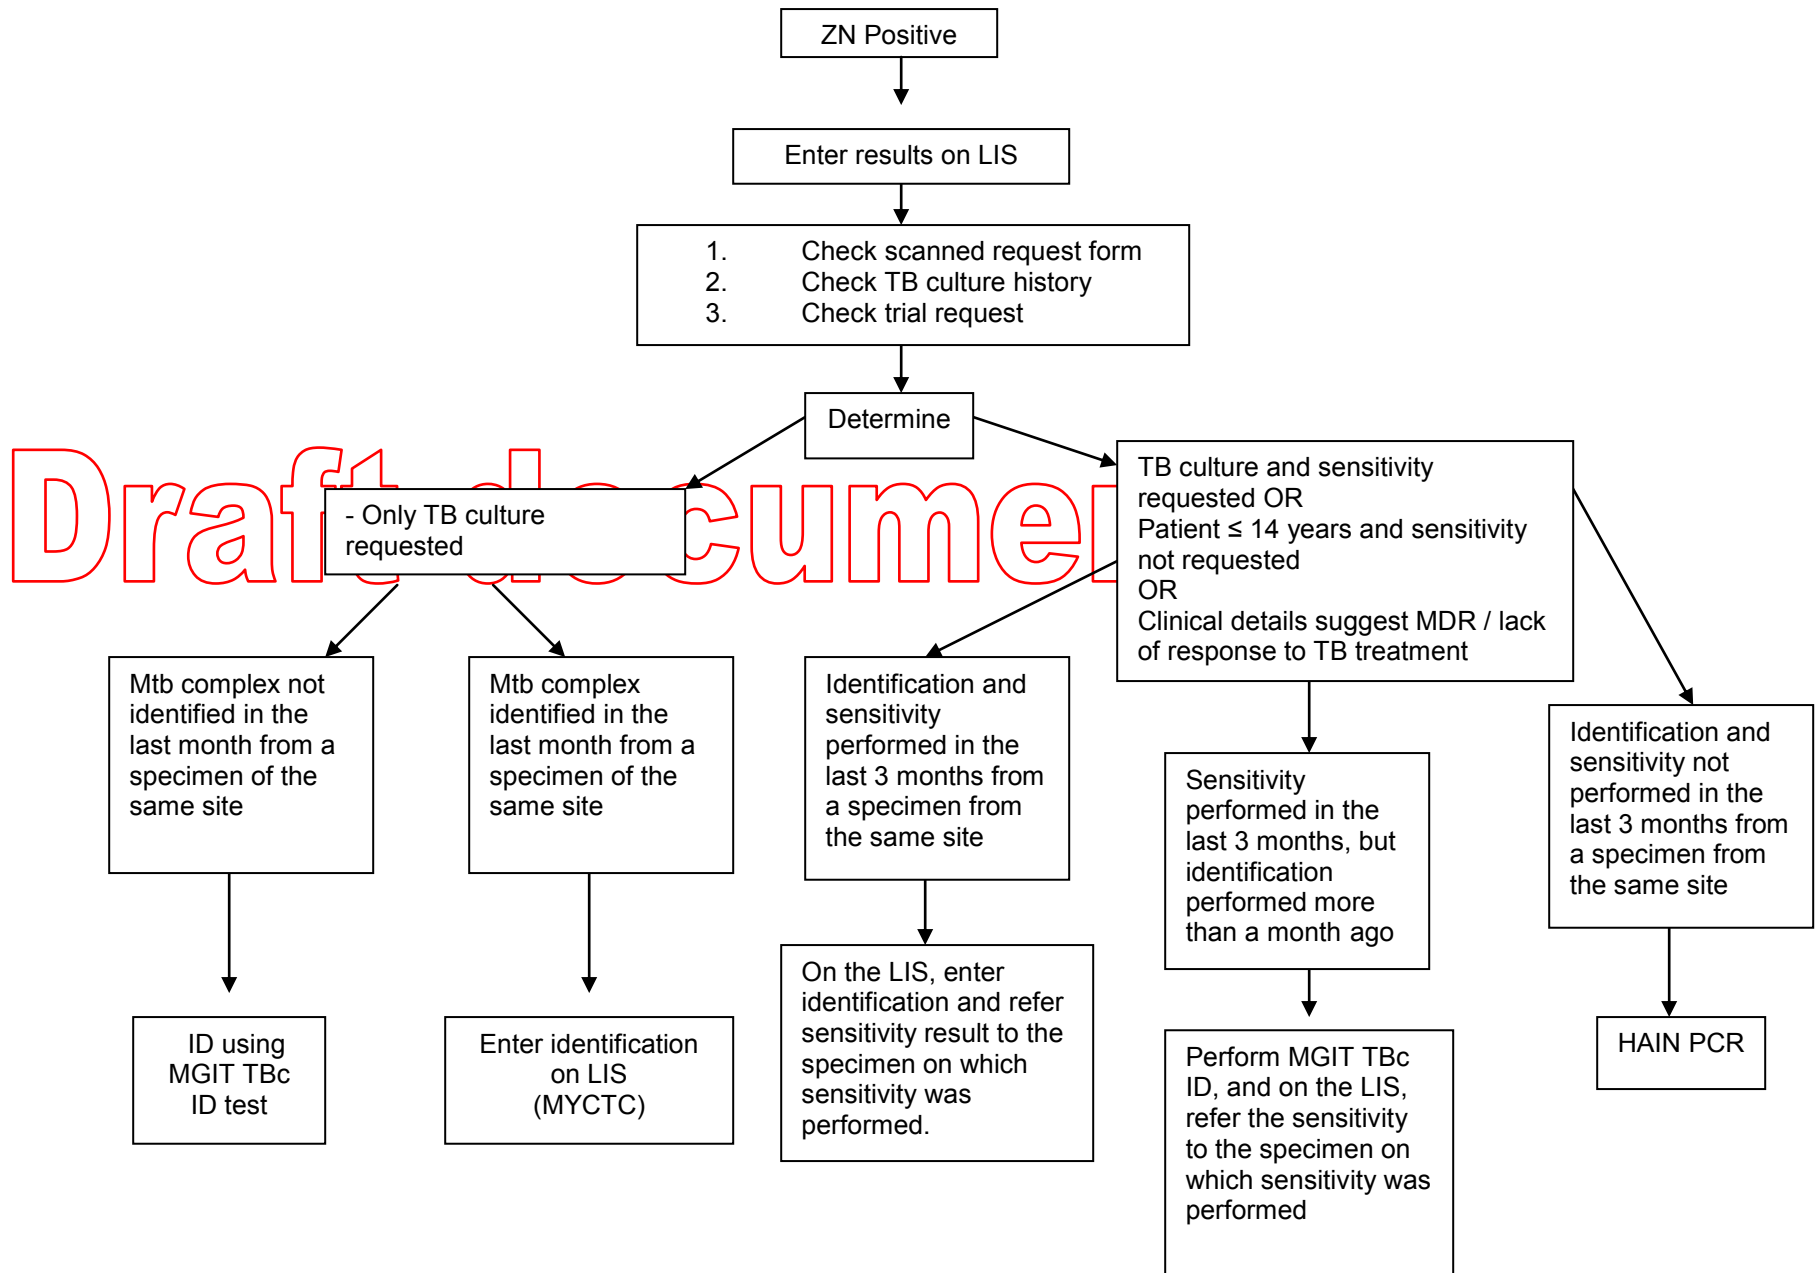 ZN Positive
Enter results on LIS
1. Check scanned request form
2. Check TB culture history
3. Check trial request
Determine
Draft documen
- Only TB culture
requested
TB culture and sensitivity
requested OR
Patient ≤ 14 years and sensitivity
not requested
OR
Clinical details suggest MDR / lack
of response to TB treatment
Mtb complex not
identified in the
last month from a
specimen of the
same site
Mtb complex
identified in the
last month from a
specimen of the
same site
Identification and
sensitivity
performed in the
last 3 months from
a specimen from
the same site
Sensitivity
performed in the
last 3 months, but
identification
performed more
than a month ago
Identification and
sensitivity not
performed in the
last 3 months from
a specimen from
the same site
ID using
MGIT TBc
ID test
Enter identification
on LIS
(MYCTC)
On the LIS, enter
identification and refer
sensitivity result to the
specimen on which
sensitivity was
performed.
Perform MGIT TBc
ID, and on the LIS,
refer the sensitivity
to the specimen on
which sensitivity was
performed
HAIN PCR